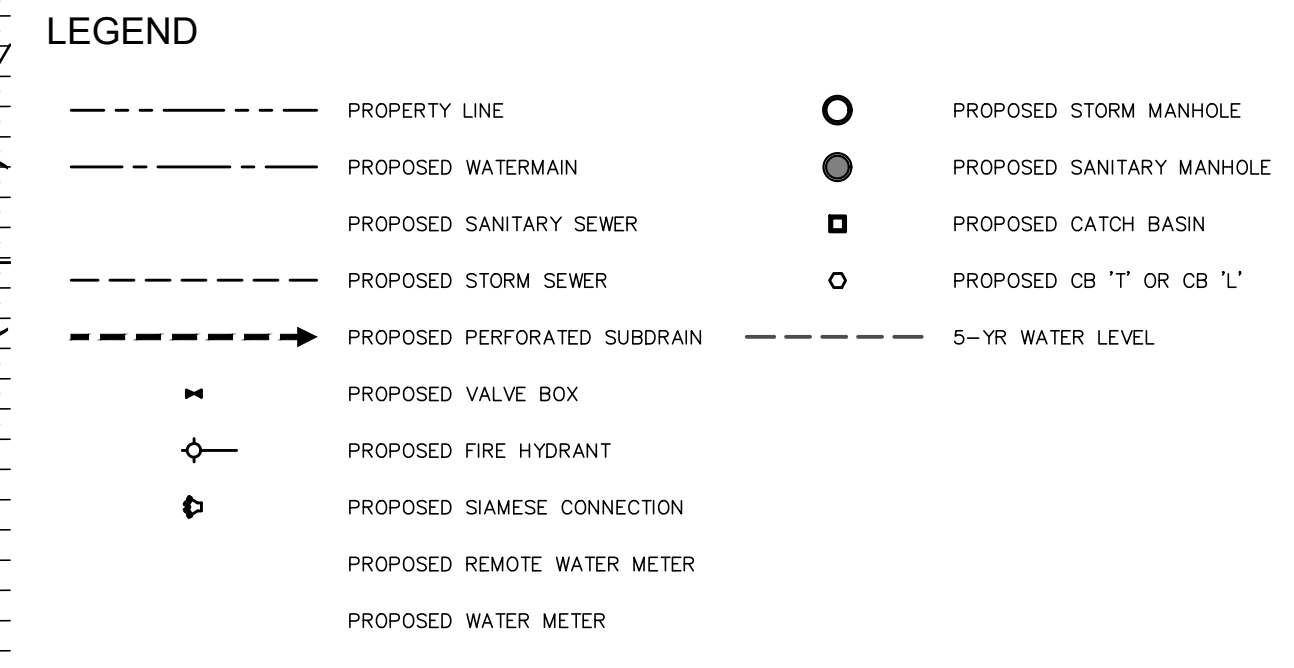 LEGEND
PROPERTY LINE
PROPOSED WATERMAIN
PROPOSED SANITARY SEWER
PROPOSED STORM SEWER
PROPOSED PERFORATED SUBDRAIN
PROPOSED VALVE BOX
PROPOSED FIRE HYDRANT
PROPOSED SIAMESE CONNECTION
PROPOSED REMOTE WATER METER
PROPOSED WATER METER
PROPOSED STORM MANHOLE
PROPOSED SANITARY MANHOLE
PROPOSED CATCH BASIN
PROPOSED CB 'T' OR CB 'L'
5-YR WATER LEVEL